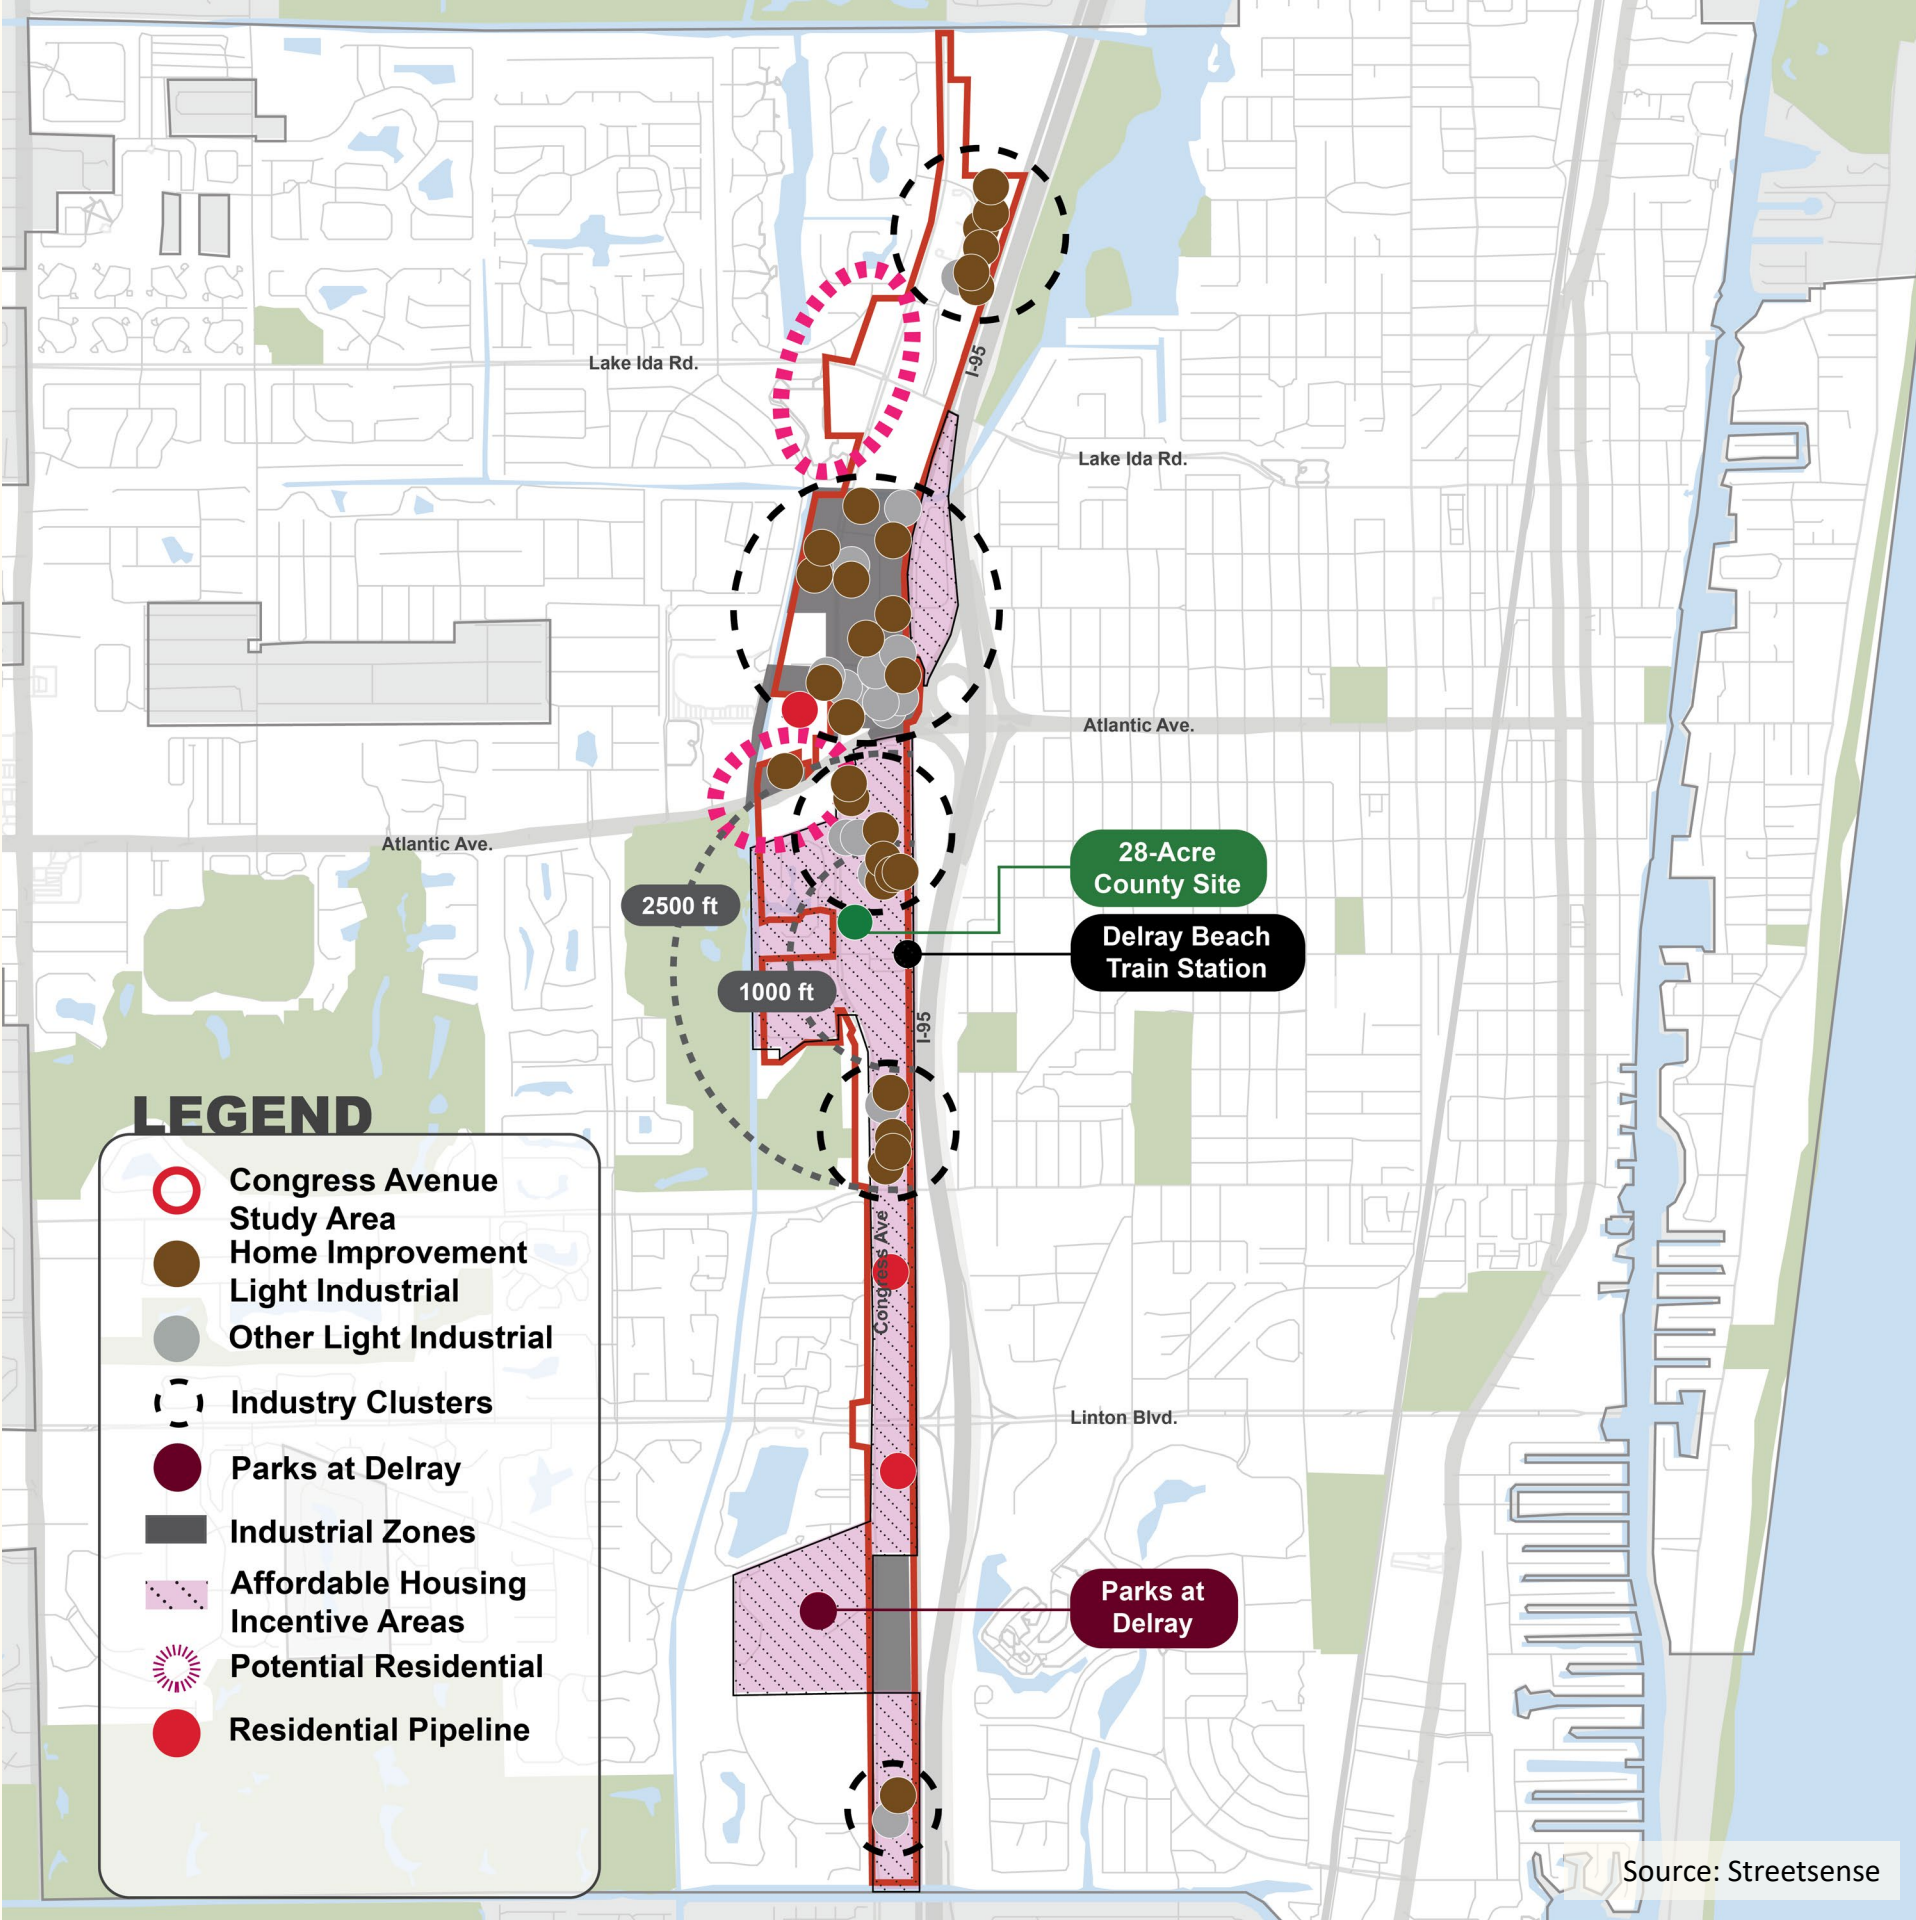 I-95
Lake Ida Rd.
Lake Ida Rd.
Atlantic Ave.
Atlantic Ave.
28-Acre
County Site
2500 ft
Delray Beach
Train Station
1000 ft
I-95
LEGEND
Congress Avenue
Study Area
Home Improvement
Light Industrial
Other Light Industrial
Industry Clusters
Parks at Delray
Industrial Zones
Affordable Housing
Incentive Areas
Potential Residential
Residential Pipeline
Congress Ave
Linton Blvd.
Parks at
Delray
Source: Streetsense